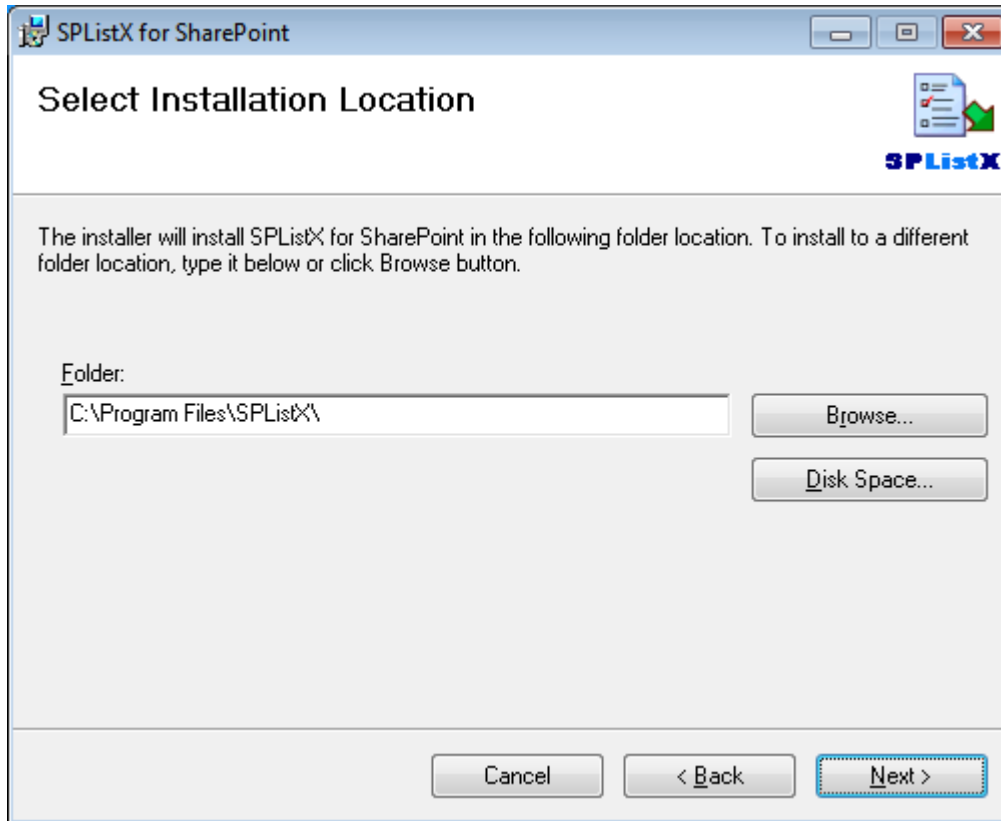 SPListX for SharePoint
Select Installation Location
SPListX
The installer will install SPListX for SharePoint in the following folder location. To install to a different
folder location, type it below or click Browse button.
Folder:
C:\Program Files\SPListX\
Browse...
Disk Space...
Cancel
< Back
Next >